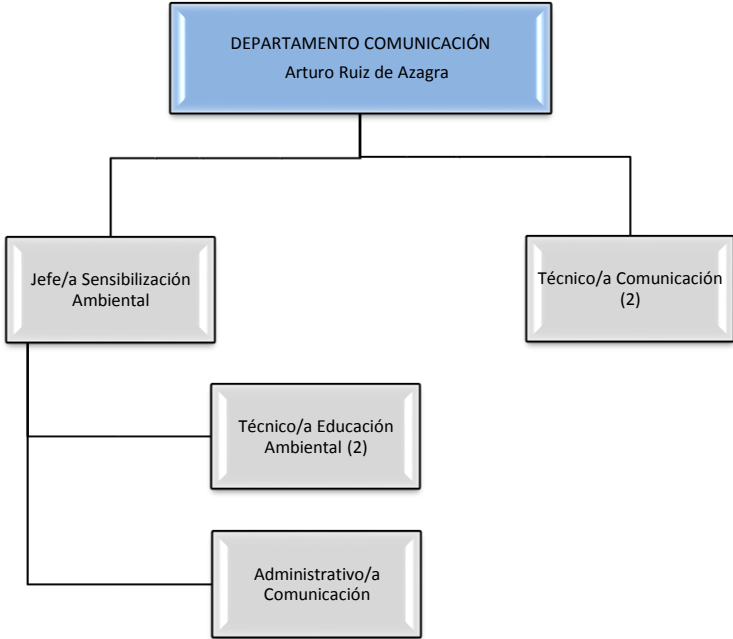 DEPARTAMENTO COMUNICACIÓN
Arturo Ruiz de Azagra
Jefe/a Sensibilización
Ambiental
Técnico/a Comunicación
(2)
Técnico/a Educación
Ambiental (2)
Administrativo/a
Comunicación